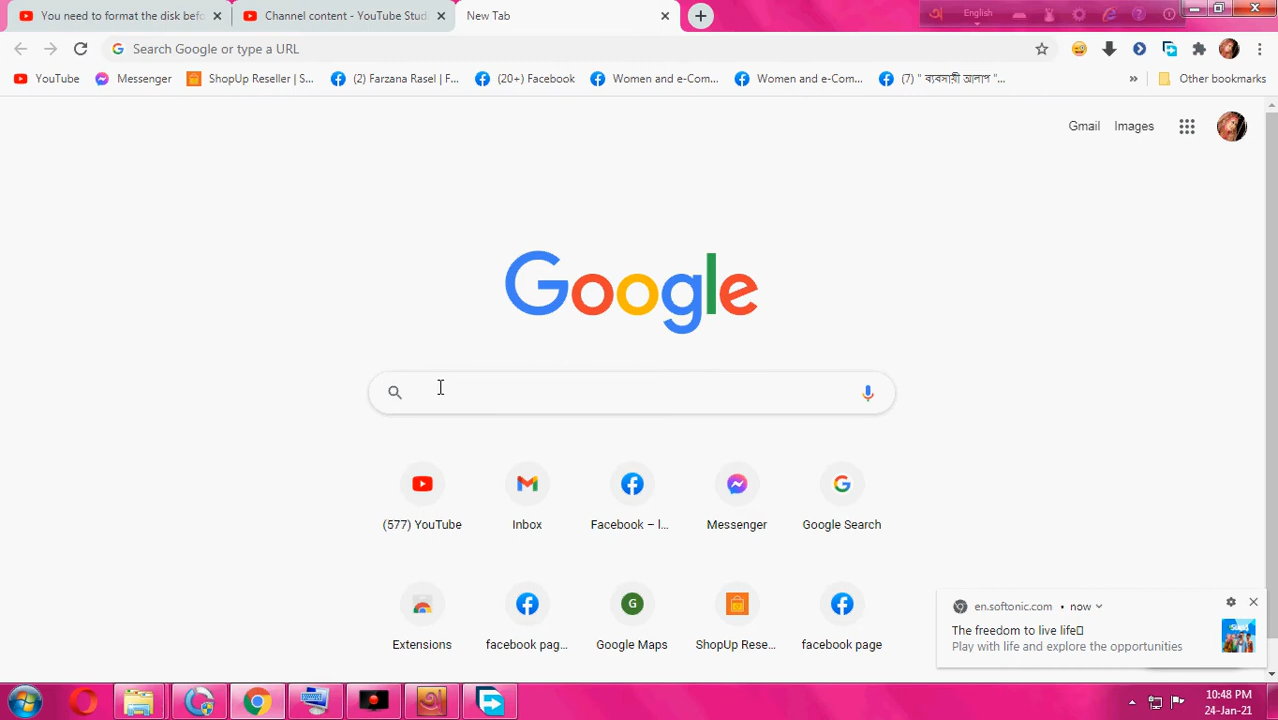 You need to format the disk befo
Channel content - YouTube Studi
New Tab
English
Search Google or type a URL
YouTube
Messenger
ShopUp Reseller | S...
(2) Farzana Rasel | F...
(20+) Facebook
Women and e-Com...
Women and e-Com...
(7) " ব্যবসায়ী আলাপ "...
»
Other bookmarks
Gmail
Images
Google
(577) YouTube
Inbox
Facebook – l...
Messenger
Google Search
Extensions
facebook pag...
G
Google Maps
ShopUp Rese...
facebook page
en.softonic.com • now
The freedom to live life▯
Play with life and explore the opportunities
10:48 PM
24-Jan-21